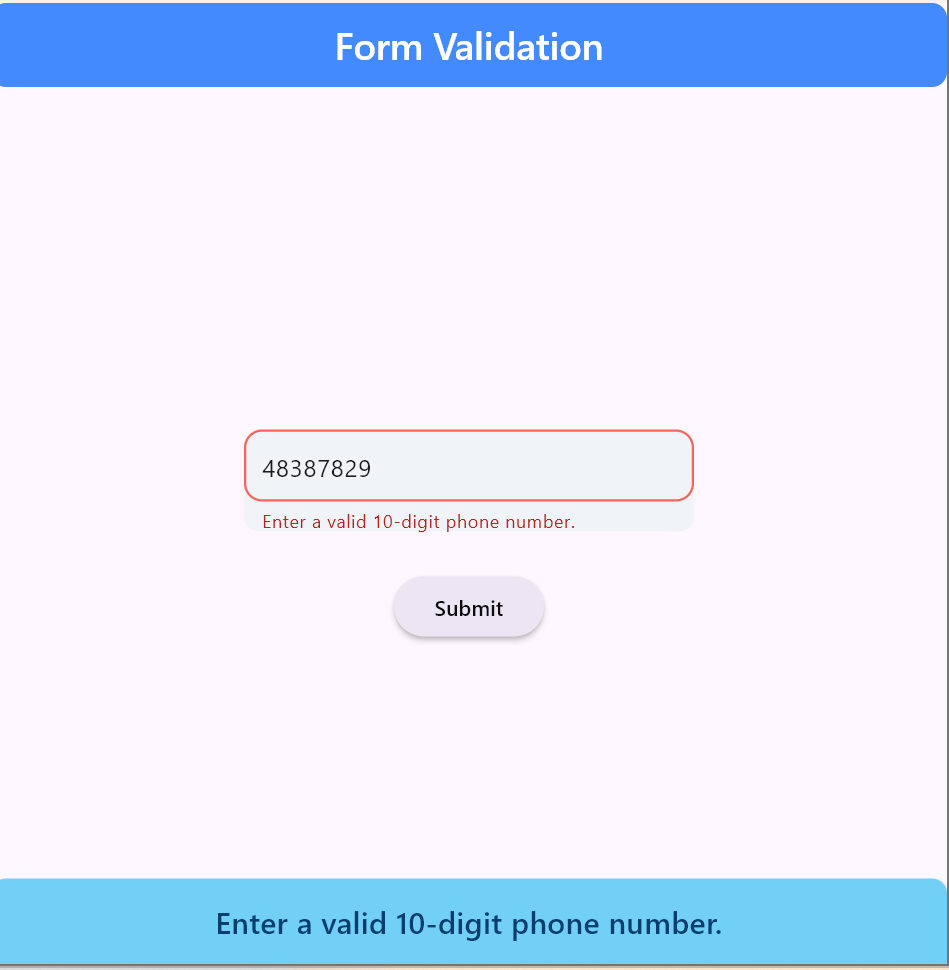 Form Validation
48387829
Enter a valid 10-digit phone number.
Submit
Enter a valid 10-digit phone number.